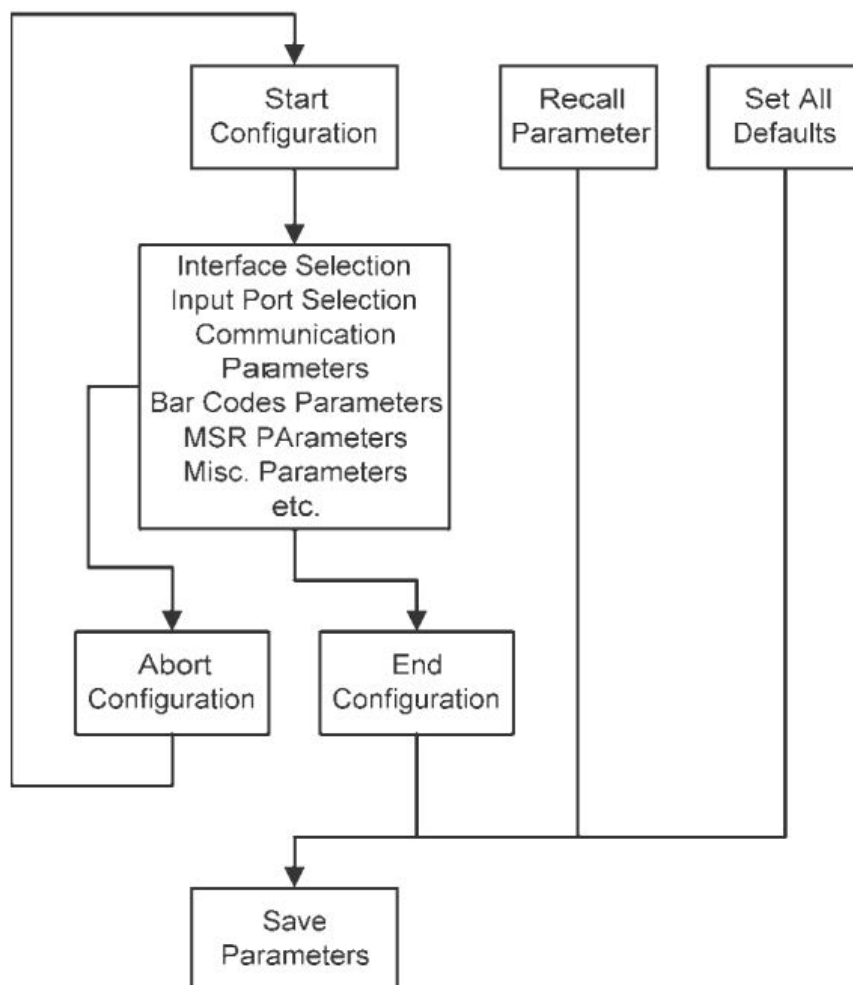 Start
Configuration
Recall
Parameter
Set All
Defaults
Interface Selection
Input Port Selection
Communication
Parameters
Bar Codes Parameters
MSR PArameters
Misc. Parameters
etc.
Abort
Configuration
End
Configuration
Save
Parameters